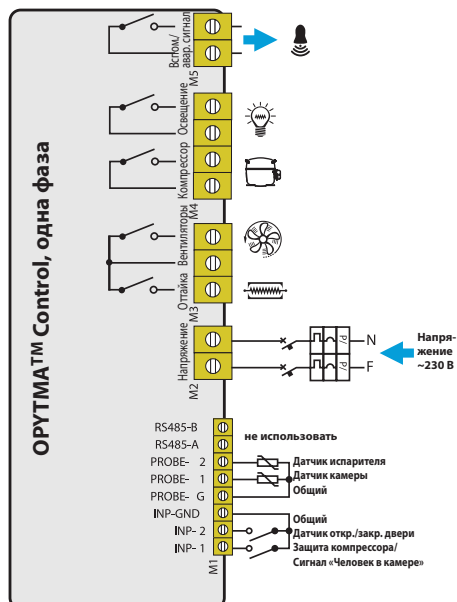 OPYTMA™ Control, одна фаза
Вспом./
авар. сигнал
M5
Освещение
Компрессор
M4
Вентиляторы
Оттайка
M3
Напряжение
M2
P/
N
P/
F
Напря-
жение
~230 В
RS485-B
RS485-A
не использовать
PROBE- 2
Датчик испарителя
PROBE- 1
Датчик камеры
PROBE- G
Общий
INP-GND
Общий
INP- 2
Датчик откр./закр. двери
INP- 1
Защита компрессора/
Сигнал «Человек в камере»
M1